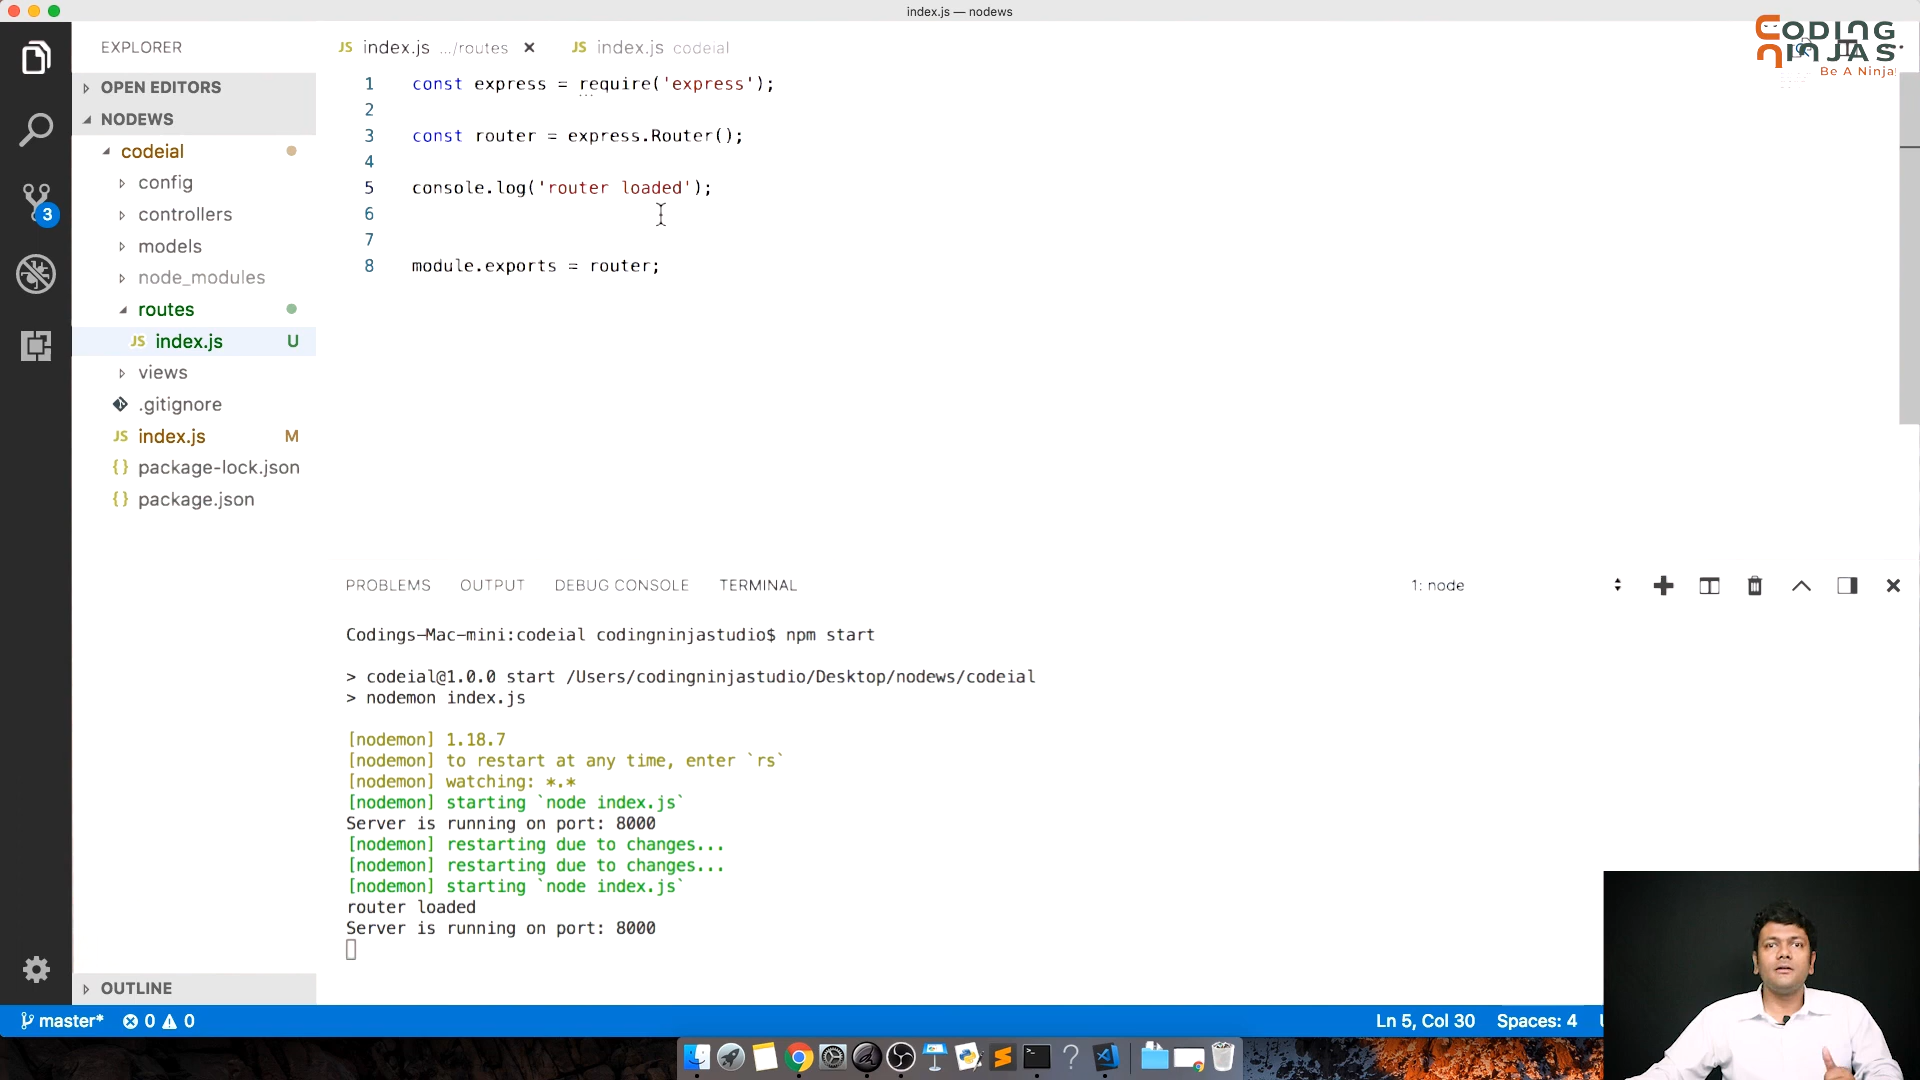 index.js — nodews
CODING
NINJAS
Be A Ninja!
EXPLORER
OPEN EDITORS
NODEWS
codeial
config
controllers
models
node_modules
routes
JS index.js U
views
.gitignore
JS index.js M
{} package-lock.json
{} package.json
OUTLINE
3
JS index.js .../routes ×
JS index.js codeial
1 const express = require('express');
2
3 const router = express.Router();
4
5 console.log('router loaded');
6
7
8 module.exports = router;
PROBLEMS OUTPUT DEBUG CONSOLE TERMINAL
1: node
Codings-Mac-mini:codeial codingninjastudio$ npm start
> codeial@1.0.0 start /Users/codingninjastudio/Desktop/nodews/codeial
> nodemon index.js
[nodemon] 1.18.7
[nodemon] to restart at any time, enter `rs`
[nodemon] watching: *.*
[nodemon] starting `node index.js`
Server is running on port: 8000
[nodemon] restarting due to changes...
[nodemon] restarting due to changes...
[nodemon] starting `node index.js`
router loaded
Server is running on port: 8000
master* 0 0
Ln 5, Col 30 Spaces: 4